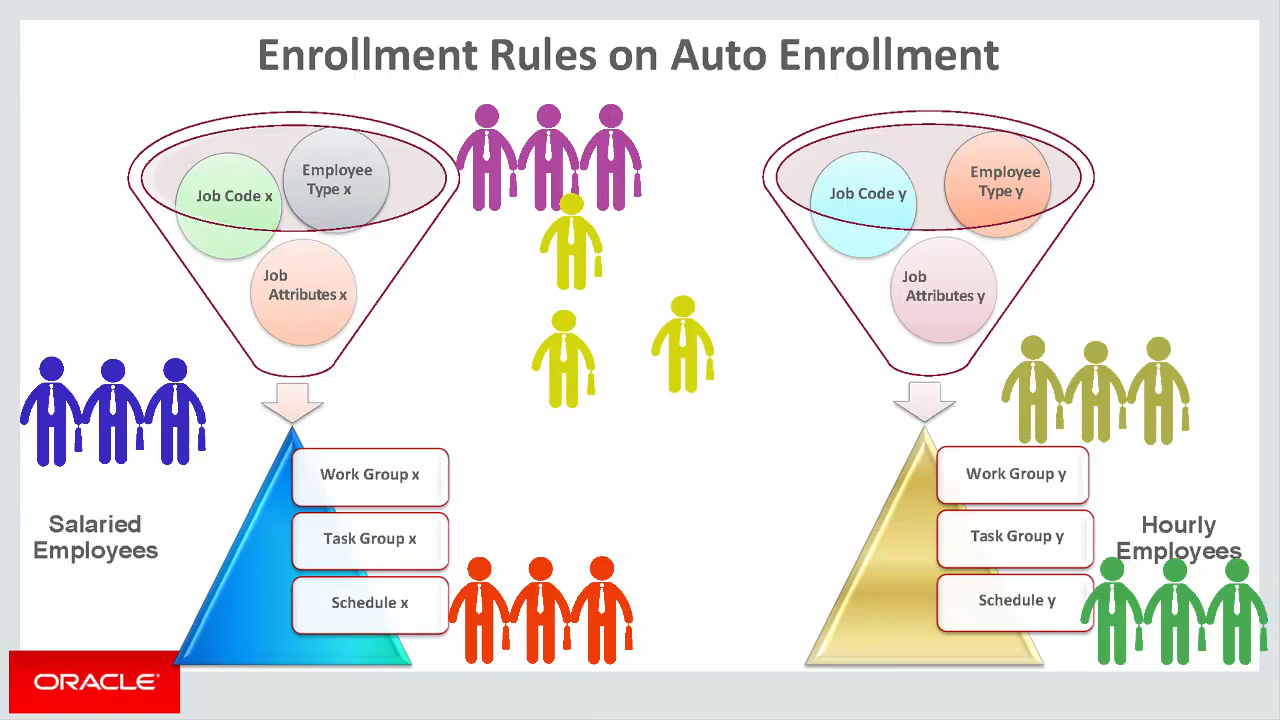 Enrollment Rules on Auto Enrollment
Job Code x
Employee
Type x
Job
Attributes x
Work Group x
Task Group x
Schedule x
Salaried
Employees
Job Code y
Employee
Type y
Job
Attributes y
Work Group y
Task Group y
Schedule y
Hourly
Employees
ORACLE